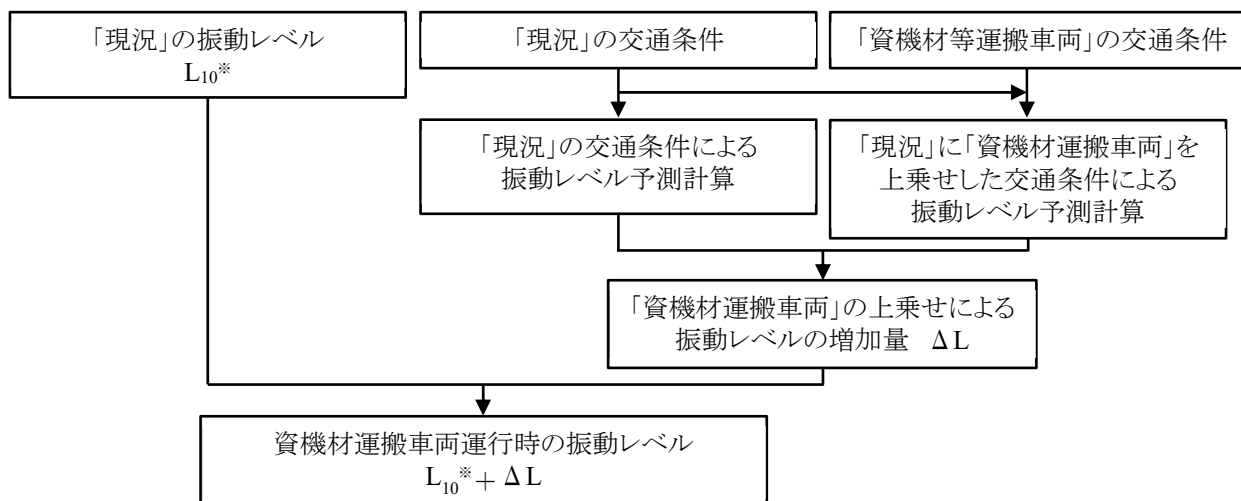 「現況」の振動レベル
L₁₀※
「現況」の交通条件
「資機材等運搬車両」の交通条件
「現況」の交通条件による
振動レベル予測計算
「現況」に「資機材運搬車両」を
上乗せした交通条件による
振動レベル予測計算
「資機材運搬車両」の上乗せによる
振動レベルの増加量　ΔL
資機材運搬車両運行時の振動レベル
L₁₀※+ ΔL